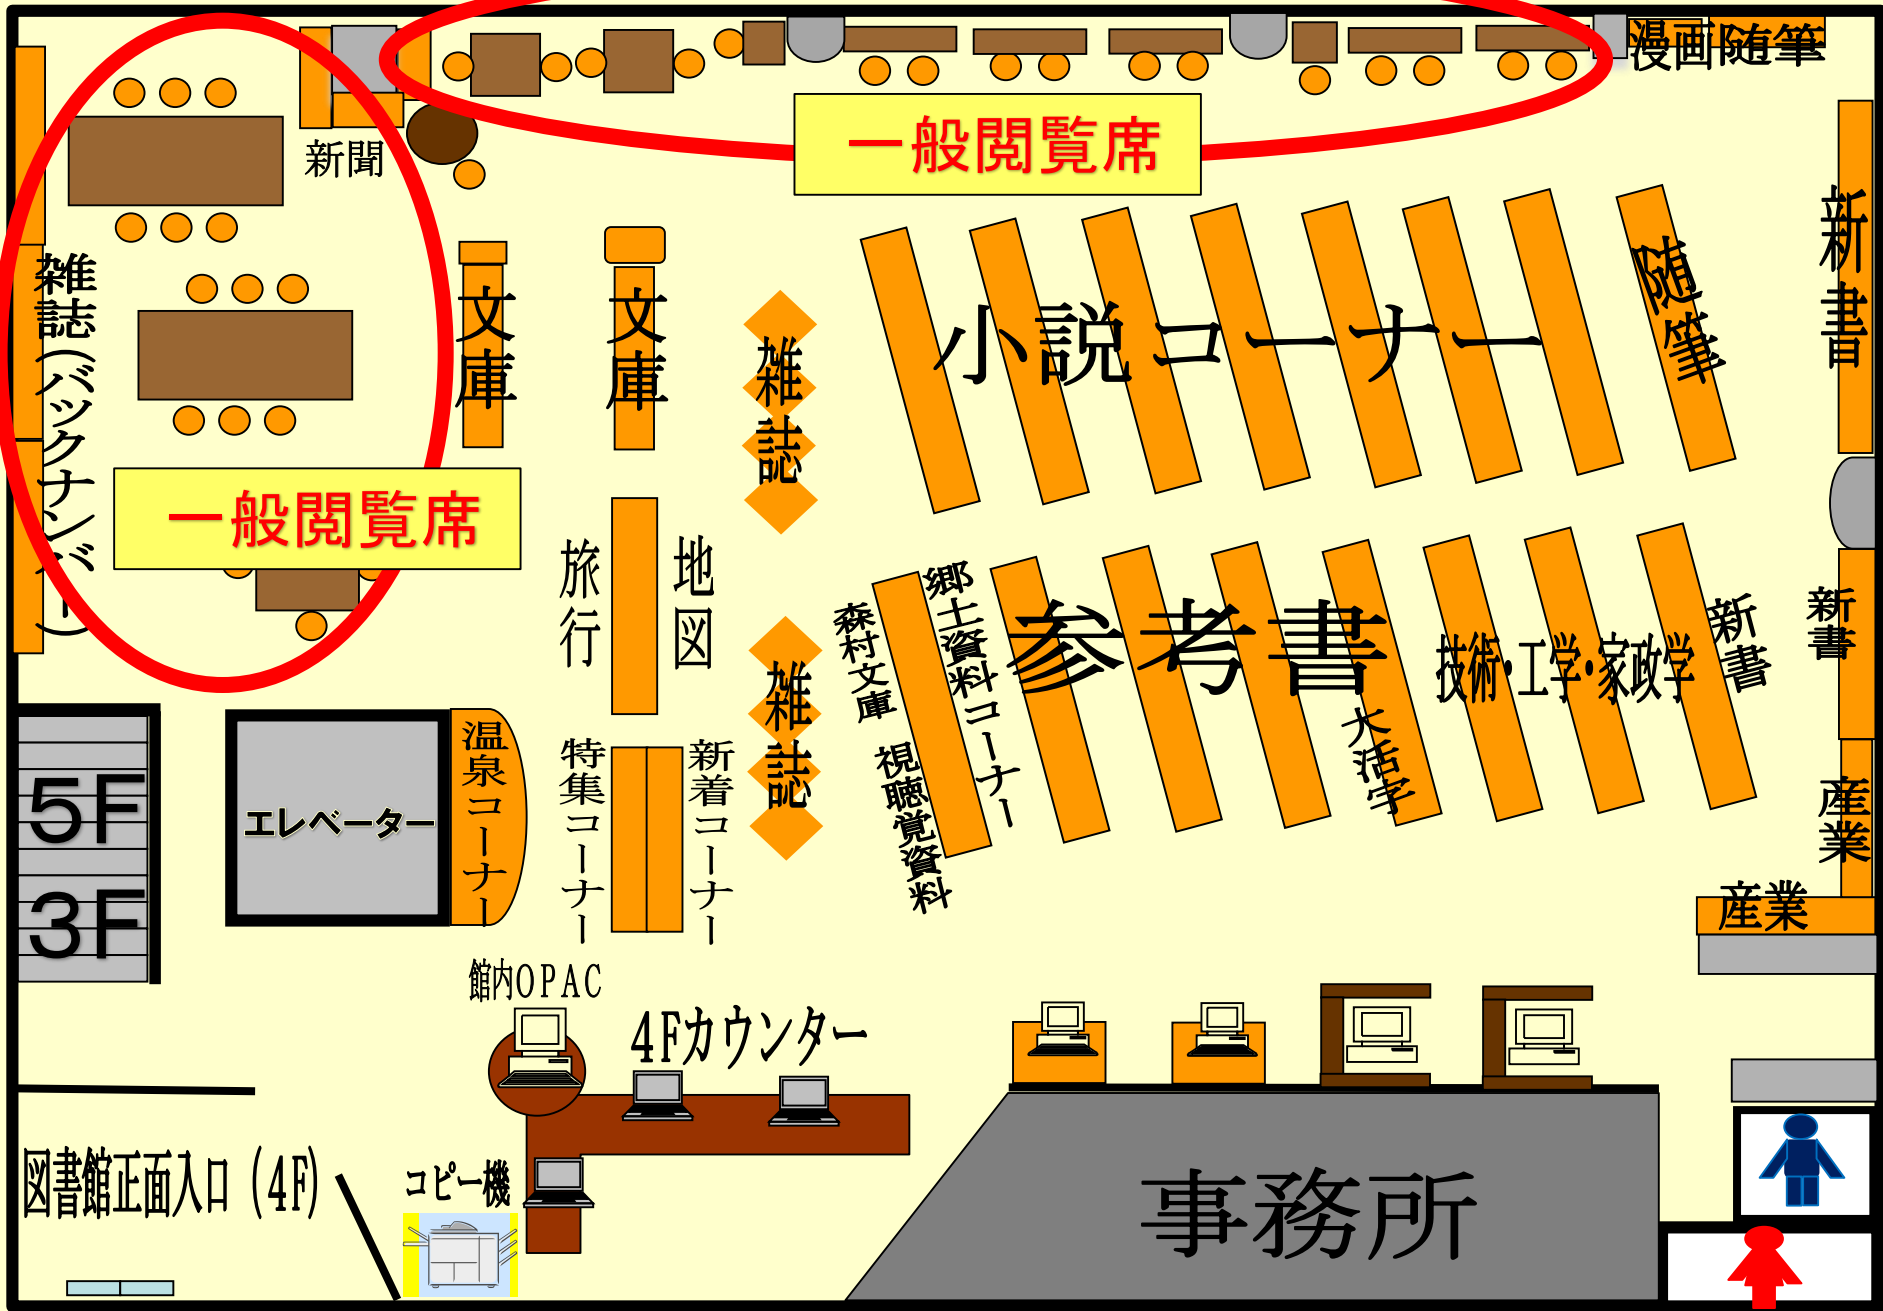 漫画
随筆
一般閲覧席
新聞
雑誌(バックナンバー)
文庫
文庫
雑誌
小説コーナー
随筆
新書
一般閲覧席
旅行
地図
雑誌
森村文庫 視聴覚資料
郷土資料コーナー
参考書
大活字
技術・工学・家政学
新書
新書
産業
産業
5F
3F
エレベーター
温泉コーナー
特集コーナー
新着コーナー
館内OPAC
4Fカウンター
図書館正面入口(4F)
コピー機
事務所